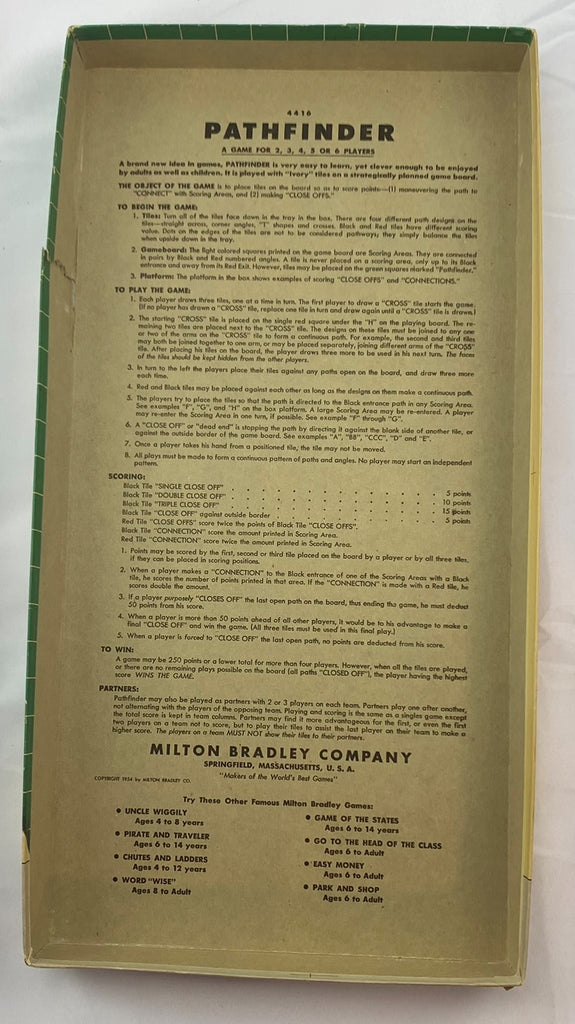 4416
PATHFINDER
A GAME FOR 2, 3, 4, 5 OR 6 PLAYERS
A brand new idea in games, PATHFINDER is very easy to learn, yet clever enough to be enjoyed
by adults as well as children. It is played with "Ivory" tiles on a strategically planned game board.
THE OBJECT OF THE GAME is to place tiles on the board so as to score points—(1) maneuvering the path to
"CONNECT" with Scoring Areas, and (2) making "CLOSE OFFS."
TO BEGIN THE GAME:
1. Tiles: Turn all of the tiles face down in the tray in the box. There are four different path designs on the
tiles—straight across, corner angles, "T" shapes and crosses. Black and Red tiles have different scoring
value. Dots on the edges of the tiles are not to be considered pathways; they simply balance the tiles
when upside down in the tray.
2. Gameboard: The light colored squares printed on the game board are Scoring Areas. They are connected
in pairs by Black and Red numbered angles. A tile is never placed on a scoring area, only up to its Black
entrance and away from its Red Exit. However, tiles may be placed on the green squares marked "Pathfinder."
3. Platform: The platform in the box shows examples of scoring "CLOSE OFFS" and "CONNECTIONS."
TO PLAY THE GAME:
1. Each player draws three tiles, one at a time in turn. The first player to draw a "CROSS" tile starts the game.
(If no player has drawn a "CROSS" tile, replace one tile in turn and draw again until a "CROSS" tile is drawn.)
2. The starting "CROSS" tile is placed on the single red square under the "H" on the playing board. The re-
maining two tiles are placed next to the "CROSS" tile. The designs on these tiles must be joined to any one
or two of the arms on the "CROSS" tile to form a continuous path. For example, the second and third tiles
may both be joined together to one arm, or may be placed separately, joining different arms of the "CROSS"
tile. After placing his tiles on the board, the player draws three more to be used in his next turn. The faces
of the tiles should be kept hidden from the other players.
3. In turn to the left the players place their tiles against any paths open on the board, and draw three more
each time.
4. Red and Black tiles may be placed against each other as long as the designs on them make a continuous path.
5. The players try to place tiles so that the path is directed to the Black entrance path in any Scoring Area.
See examples "F", "G", and "H" on the box platform. A large Scoring Area may be re-entered. A player
may re-enter the Scoring Area in one turn, if possible. See example "F" through "G".
6. A "CLOSE OFF" or "dead end" is stopping the path by directing it against the blank side of another tile, or
against the outside border of the game board. See examples "A", "BB", "CCC", "D" and "E".
7. Once a player takes his hand from a positioned tile, the tile may not be moved.
8. All plays must be made to form a continuous pattern of paths and angles. No player may start an independent
pattern.
SCORING:
Black Tile "SINGLE CLOSE OFF" . . . . . . . . . . . . 5 points
Black Tile "DOUBLE CLOSE OFF" . . . . . . . . . . . . 10 points
Black Tile "TRIPLE CLOSE OFF" . . . . . . . . . . . . 15 points
Black Tile "CLOSE OFF" against outside border . . . . . . . . . 5 points
Red Tile "CLOSE OFFS" score twice the points of Black Tile "CLOSE OFFS".
Black Tile "CONNECTION" score the amount printed in Scoring Area.
Red Tile "CONNECTION" score twice the amount printed in Scoring Area.
1. Points may be scored by the first, second or third tile placed on the board by a player or by all three tiles,
if they can be placed in scoring positions.
2. When a player makes a "CONNECTION" to the Black entrance of one of the Scoring Areas with a Black
tile, he scores the number of points printed in that area. If the "CONNECTION" is made with a Red tile, he
scores double the amount.
3. If a player purposely "CLOSES OFF" the last open path on the board, thus ending the game, he must deduct
50 points from his score.
4. When a player is more than 50 points ahead of all other players, it would be to his advantage to make a
final "CLOSE OFF" and win the game. (All three tiles must be used in this final play.)
5. When a player is forced to "CLOSE OFF" the last open path, no points are deducted from his score.
TO WIN:
A game may be 250 points or a lower total for more than four players. However, when all the tiles are played,
or there are no remaining plays possible on the board (all paths "CLOSED OFF"), the player having the highest
score WINS THE GAME.
PARTNERS:
Pathfinder may also be played as partners with 2 or 3 players on each team. Partners play one after another,
not alternating with the players of the opposing team. Playing and scoring is the same as a singles game except
the total score is kept in team columns. Partners may find it more advantageous for the first, or even the first
two players on a team not to score, but to play their tiles to assist the last player on their team to make a
higher score. The players on a team MUST NOT show their tiles to their partners.
MILTON BRADLEY COMPANY
SPRINGFIELD, MASSACHUSETTS, U. S. A.
"Makers of the World's Best Games"
COPYRIGHT 1954 by MILTON BRADLEY CO.
Try These Other Famous Milton Bradley Games:
• UNCLE WIGGILY
Ages 4 to 8 years
• PIRATE AND TRAVELER
Ages 6 to 14 years
• CHUTES AND LADDERS
Ages 4 to 12 years
• WORD "WISE"
Ages 8 to Adult
• GAME OF THE STATES
Ages 6 to 14 years
• GO TO THE HEAD OF THE CLASS
Ages 6 to Adult
• EASY MONEY
Ages 6 to Adult
• PARK AND SHOP
Ages 6 to Adult